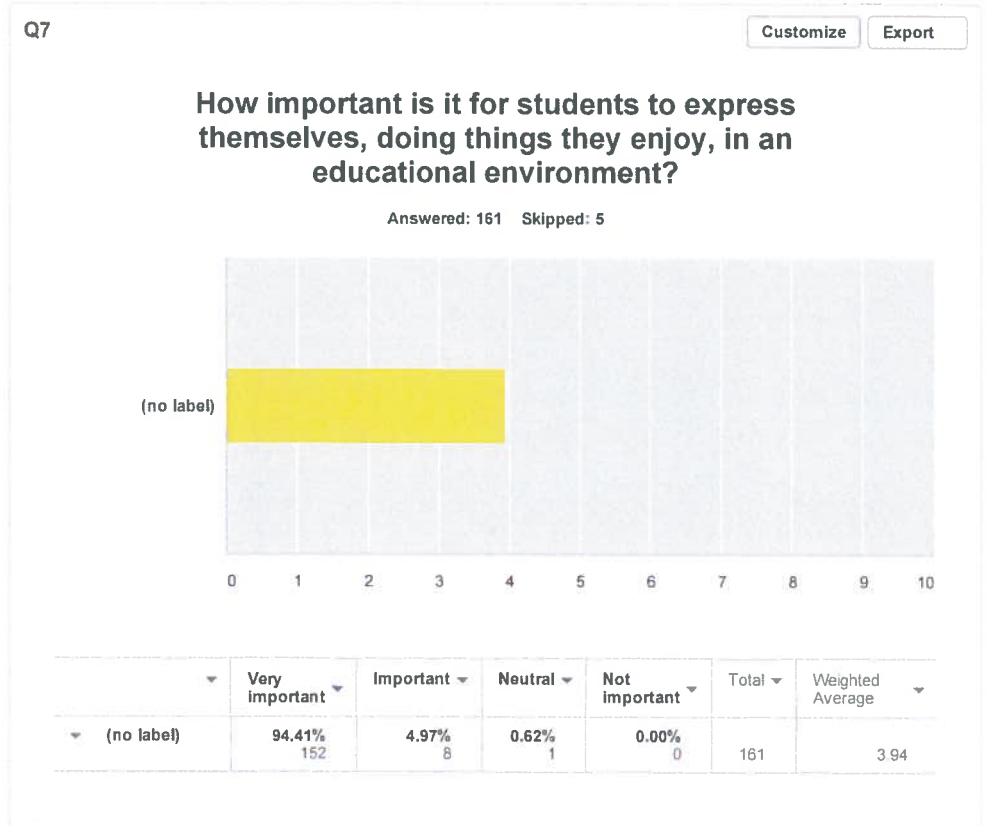 Q7
Customize
Export
How important is it for students to express
themselves, doing things they enjoy, in an
educational environment?
Answered: 161 Skipped: 5
(no label)
0 1 2 3 4 5 6 7 8 9 10
Very important
Important
Neutral
Not important
Total
Weighted Average
(no label)
94.41% 4.97% 0.62% 0.00%
152 8 1 0 161 3.94